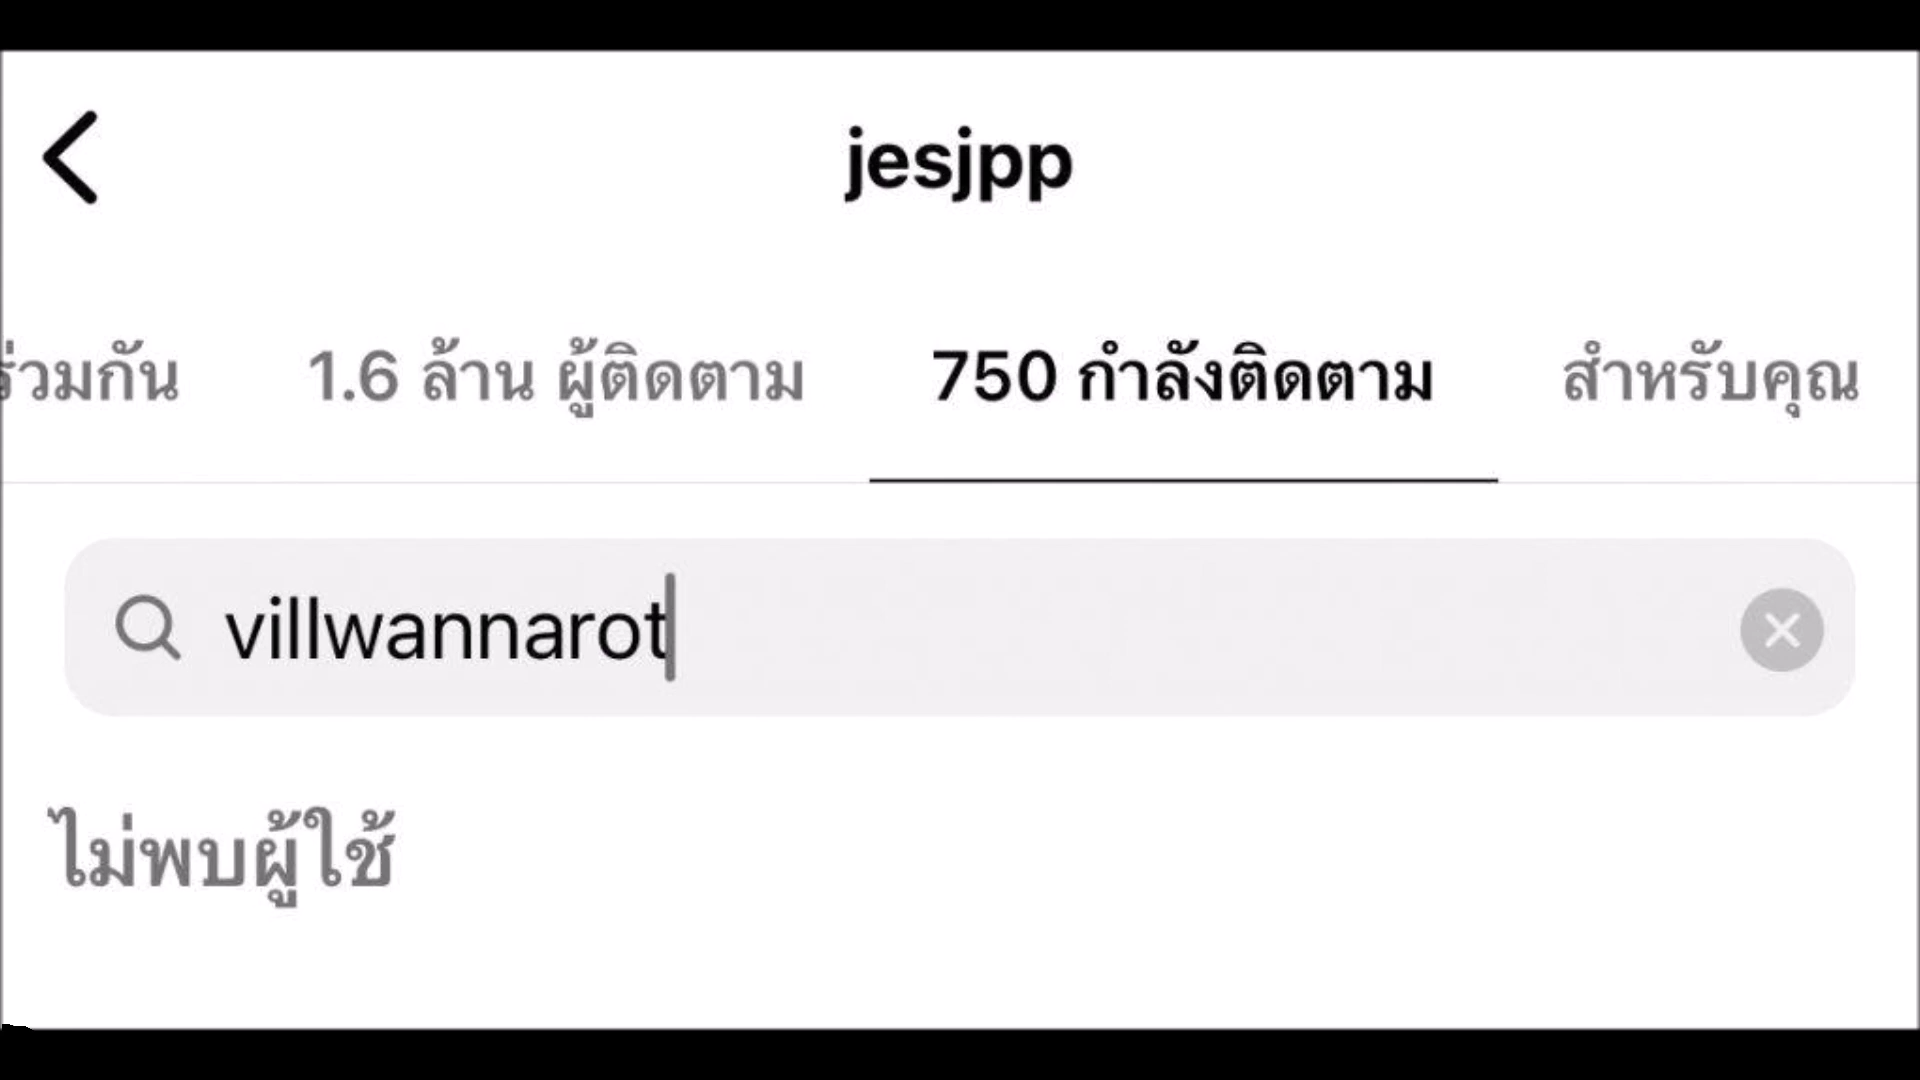 jesjpp
ร่วมกัน 1.6 ล้าน ผู้ติดตาม 750 กำลังติดตาม สำหรับคุณ
villwannarot
ไม่พบผู้ใช้